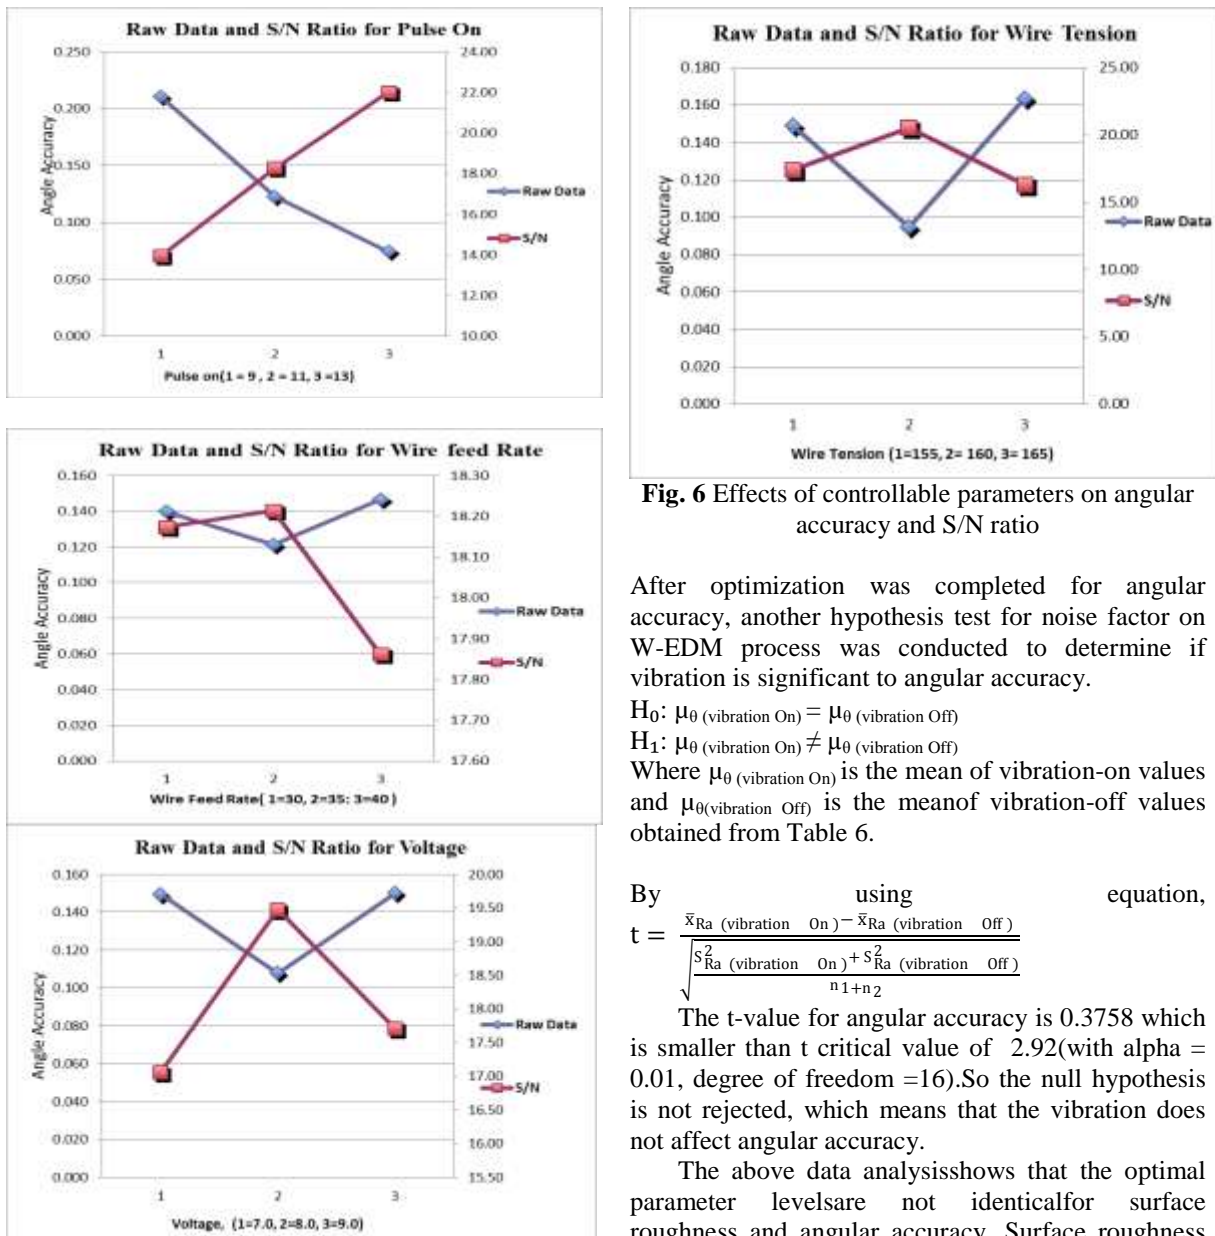 Raw Data and S/N Ratio for Pulse On
0.250
0.200
0.150
0.100
0.050
0.000
Angle Accuracy
24.00
22.00
20.00
18.00
16.00
14.00
12.00
10.00
Raw Data
S/N
1 2 3
Pulse on(1 = 9 , 2 = 11, 3 =13)
Raw Data and S/N Ratio for Wire feed Rate
0.160
0.140
0.120
0.100
0.080
0.060
0.040
0.020
0.000
Angle Accuracy
18.30
18.20
18.10
18.00
17.90
17.80
17.70
17.60
Raw Data
S/N
1 2 3
Wire Feed Rate( 1=30, 2=35: 3=40 )
Raw Data and S/N Ratio for Voltage
0.160
0.140
0.120
0.100
0.080
0.060
0.040
0.020
0.000
Angle Accuracy
20.00
19.50
19.00
18.50
18.00
17.50
17.00
16.50
16.00
15.50
Raw Data
S/N
1 2 3
Voltage, (1=7.0, 2=8.0, 3=9.0)
Raw Data and S/N Ratio for Wire Tension
0.180
0.160
0.140
0.120
0.100
0.080
0.060
0.040
0.020
0.000
Angle Accuracy
25.00
20.00
15.00
10.00
5.00
0.00
Raw Data
S/N
1 2 3
Wire Tension (1=155, 2= 160, 3= 165)
Fig. 6 Effects of controllable parameters on angular
accuracy and S/N ratio
After optimization was completed for angular
accuracy, another hypothesis test for noise factor on
W-EDM process was conducted to determine if
vibration is significant to angular accuracy.
H₀: μθ (vibration On) = μθ (vibration Off)
H₁: μθ (vibration On) ≠ μθ (vibration Off)
Where μθ (vibration On) is the mean of vibration-on values
and μθ(vibration Off) is the meanof vibration-off values
obtained from Table 6.
By using equation,
t = (x̄Ra (vibration On) − x̄Ra (vibration Off)) / √((S²Ra (vibration On) + S²Ra (vibration Off)) / (n1+n2))
The t-value for angular accuracy is 0.3758 which
is smaller than t critical value of 2.92(with alpha =
0.01, degree of freedom =16).So the null hypothesis
is not rejected, which means that the vibration does
not affect angular accuracy.
The above data analysisshows that the optimal
parameter levelsare not identicalfor surface
roughness and angular accuracy. Surface roughness